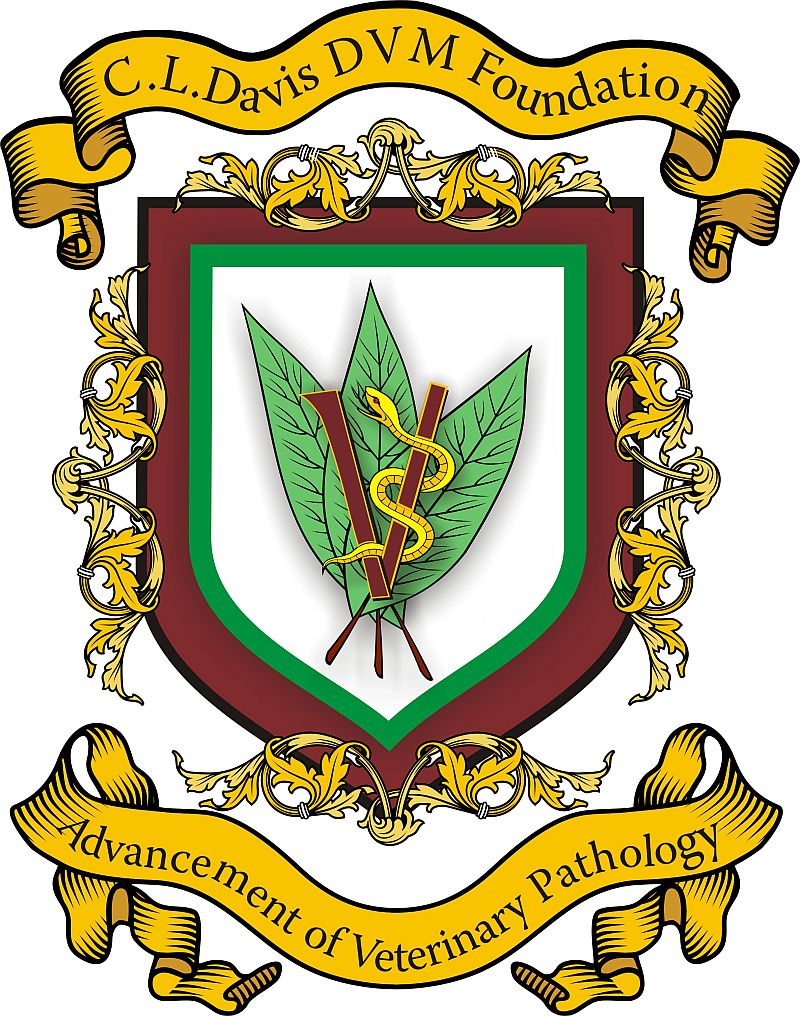 C.L.Davis DVM Foundation
V
Advancement of Veterinary Pathology